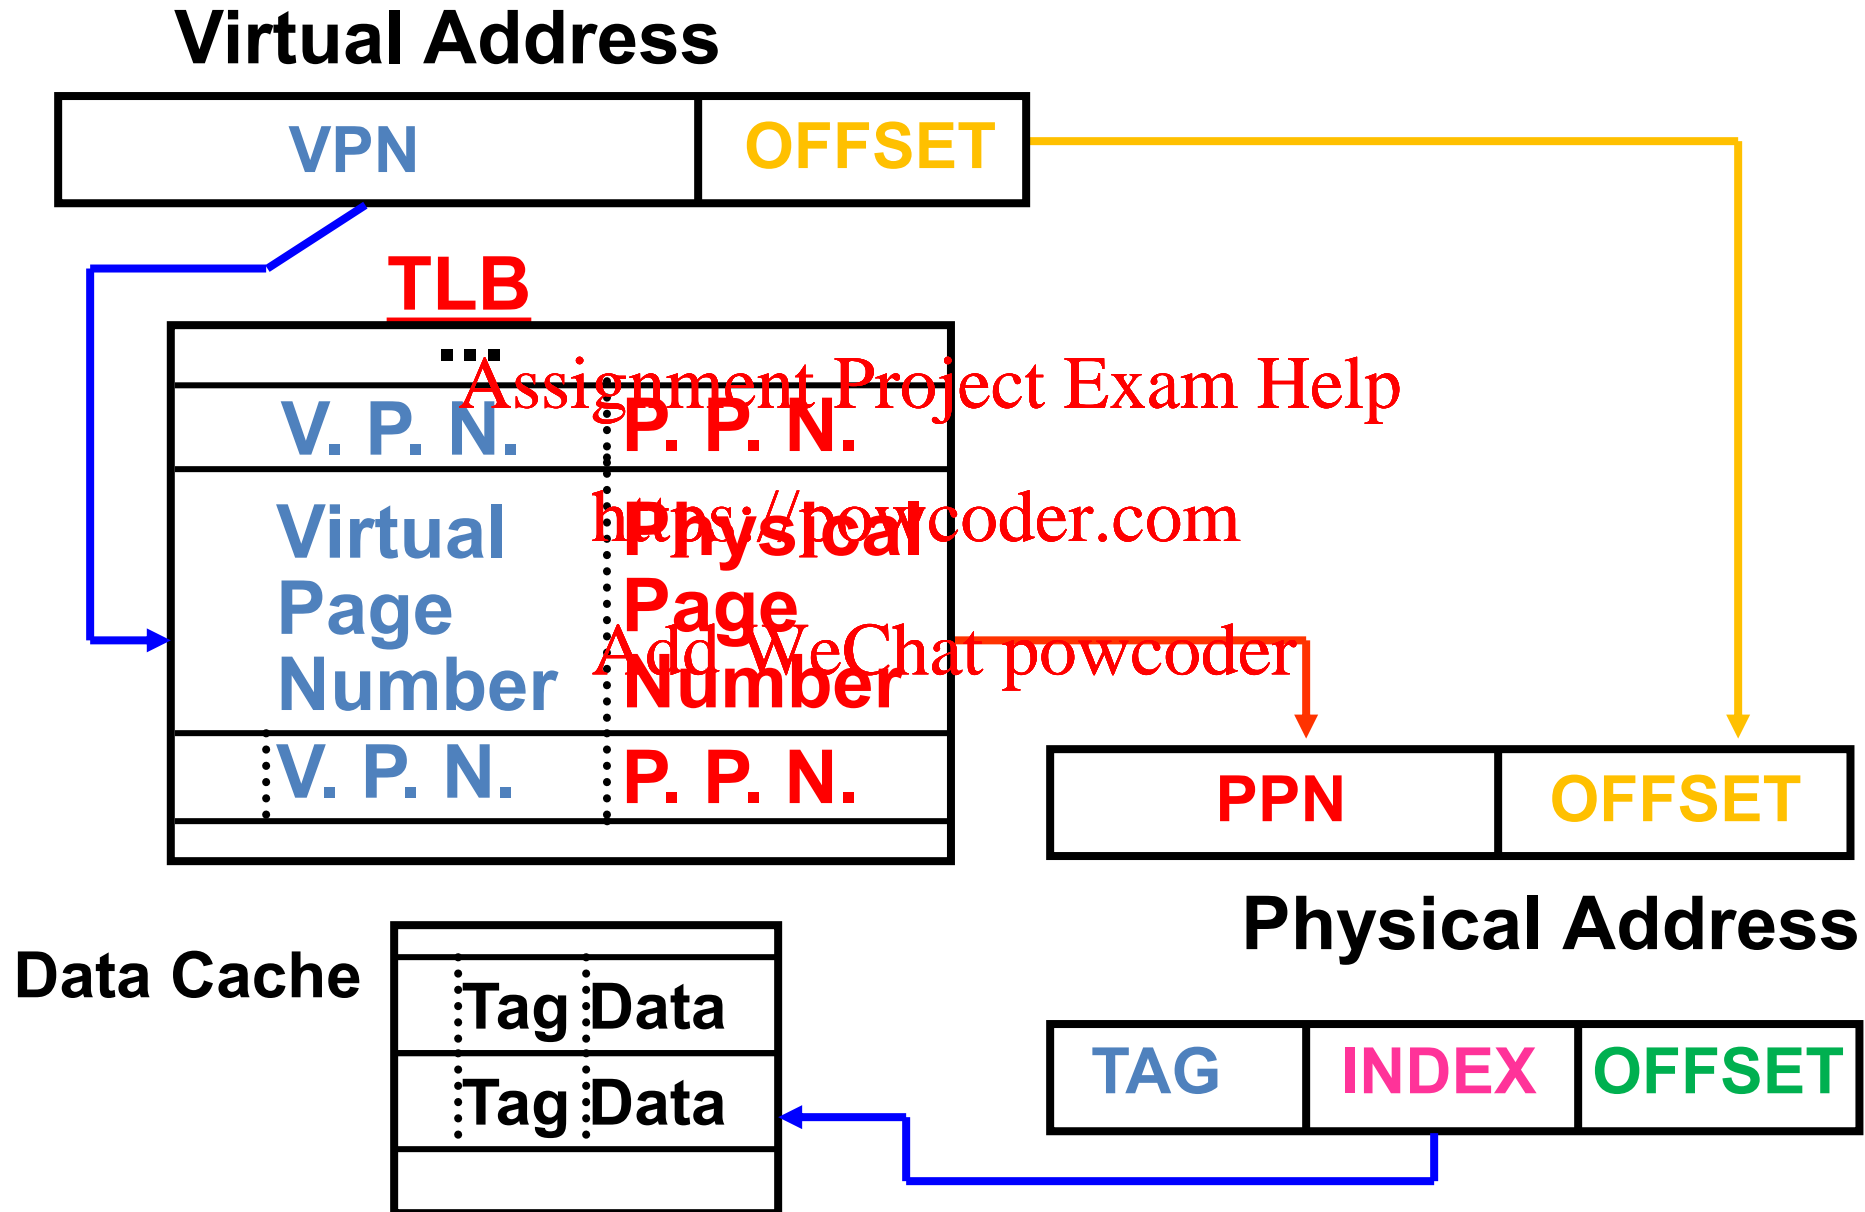 Virtual Address
VPN OFFSET
TLB
...
Assignment Project Exam Help
V. P. N. P. P. N.
https://powcoder.com
Virtual Physical
Page Page
Add WeChat powcoder
Number Number
V. P. N. P. P. N.
PPN OFFSET
Physical Address
Data Cache
Tag Data
TAG INDEX OFFSET
Tag Data